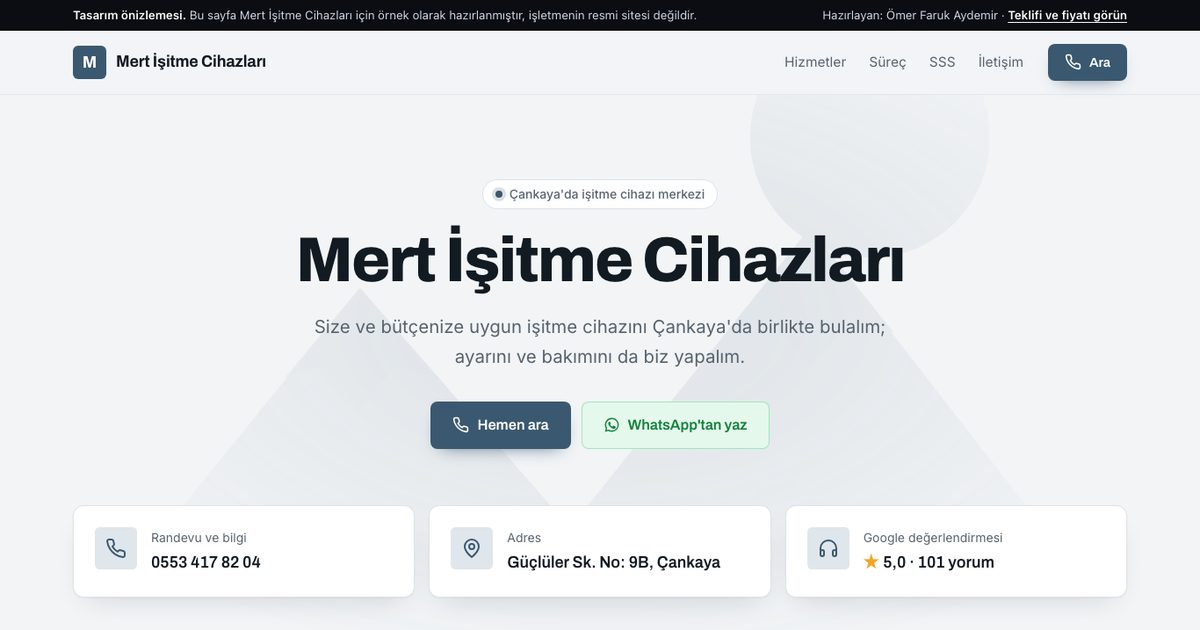 Tasarım önizlemesi. Bu sayfa Mert İşitme Cihazları için örnek olarak hazırlanmıştır, işletmenin resmi sitesi değildir.
Hazırlayan: Ömer Faruk Aydemir · Teklifi ve fiyatı görün
M Mert İşitme Cihazları
Hizmetler Süreç SSS İletişim Ara
Çankaya'da işitme cihazı merkezi
Mert İşitme Cihazları
Size ve bütçenize uygun işitme cihazını Çankaya'da birlikte bulalım;
ayarını ve bakımını da biz yapalım.
Hemen ara
WhatsApp'tan yaz
Randevu ve bilgi
0553 417 82 04
Adres
Güçlüler Sk. No: 9B, Çankaya
Google değerlendirmesi
★ 5,0 · 101 yorum